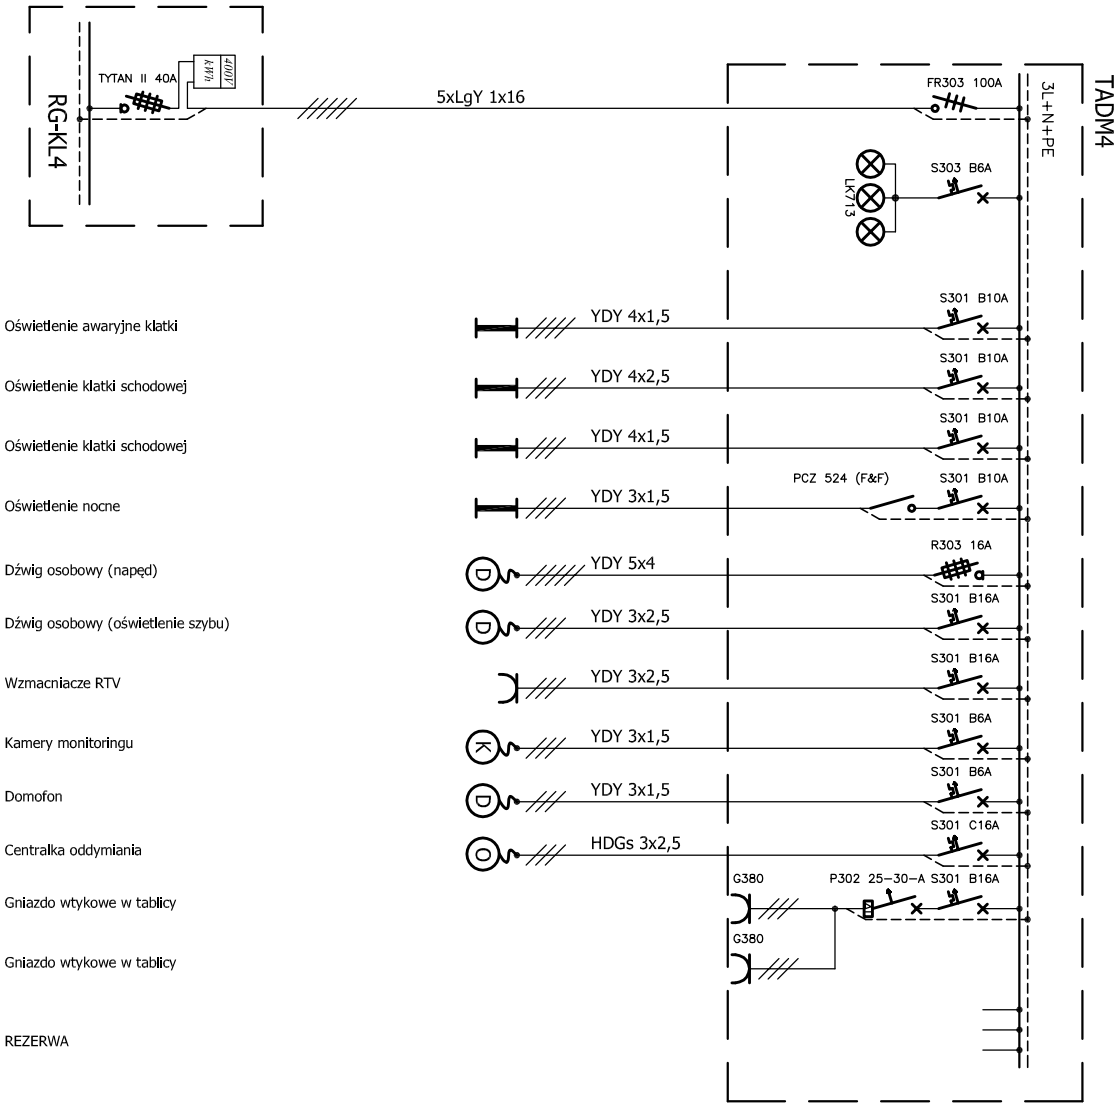 TYTAN II 40A
400V
kWh
RG-KL4
5xLgY 1x16
TADM4
3L+N+PE
FR303 100A
S303 B6A
LK713
Oświetlenie awaryjne klatki
YDY 4x1,5
S301 B10A
Oświetlenie klatki schodowej
YDY 4x2,5
S301 B10A
Oświetlenie klatki schodowej
YDY 4x1,5
S301 B10A
Oświetlenie nocne
YDY 3x1,5
PCZ 524 (F&F)
S301 B10A
Dźwig osobowy (napęd)
D
YDY 5x4
R303 16A
Dźwig osobowy (oświetlenie szybu)
D
YDY 3x2,5
S301 B16A
Wzmacniacze RTV
YDY 3x2,5
S301 B16A
Kamery monitoringu
K
YDY 3x1,5
S301 B6A
Domofon
D
YDY 3x1,5
S301 B6A
Centralka oddymiania
O
HDGs 3x2,5
S301 C16A
Gniazdo wtykowe w tablicy
G380
P302 25-30-A
S301 B16A
Gniazdo wtykowe w tablicy
G380
REZERWA